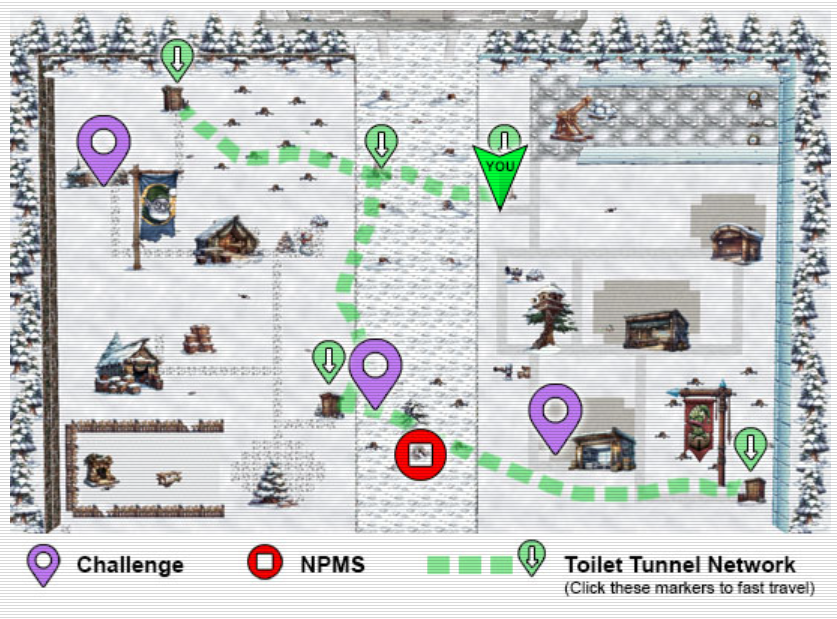 YOU
Challenge
NPMS
Toilet Tunnel Network
(Click these markers to fast travel)